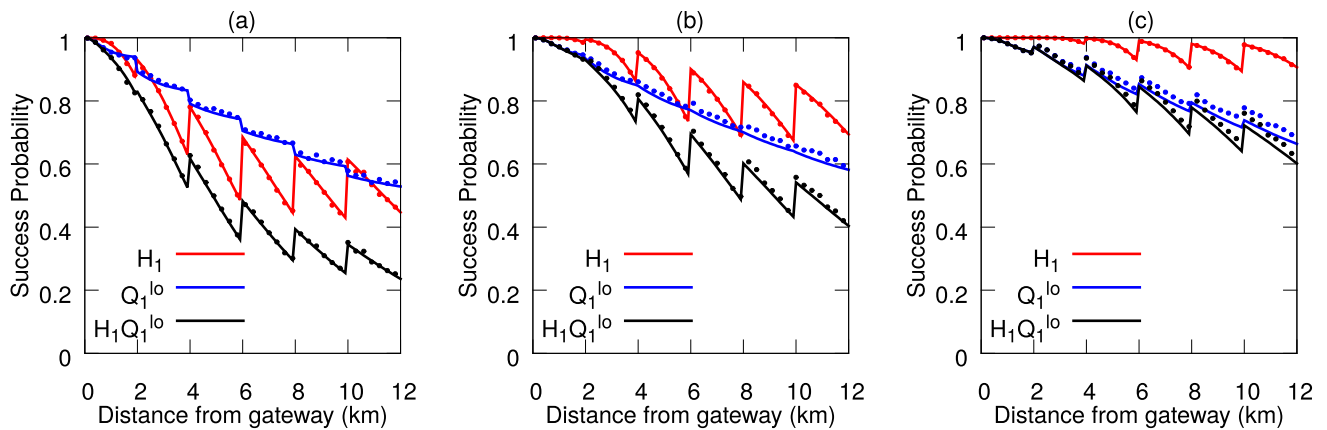 (a)
Success Probability
1
0.8
0.6
0.4
0.2
0
H₁
Q₁ˡᵒ
H₁Q₁ˡᵒ
0 2 4 6 8 10 12
Distance from gateway (km)
(b)
Success Probability
1
0.8
0.6
0.4
0.2
0
H₁
Q₁ˡᵒ
H₁Q₁ˡᵒ
0 2 4 6 8 10 12
Distance from gateway (km)
(c)
Success Probability
1
0.8
0.6
0.4
0.2
0
H₁
Q₁ˡᵒ
H₁Q₁ˡᵒ
0 2 4 6 8 10 12
Distance from gateway (km)